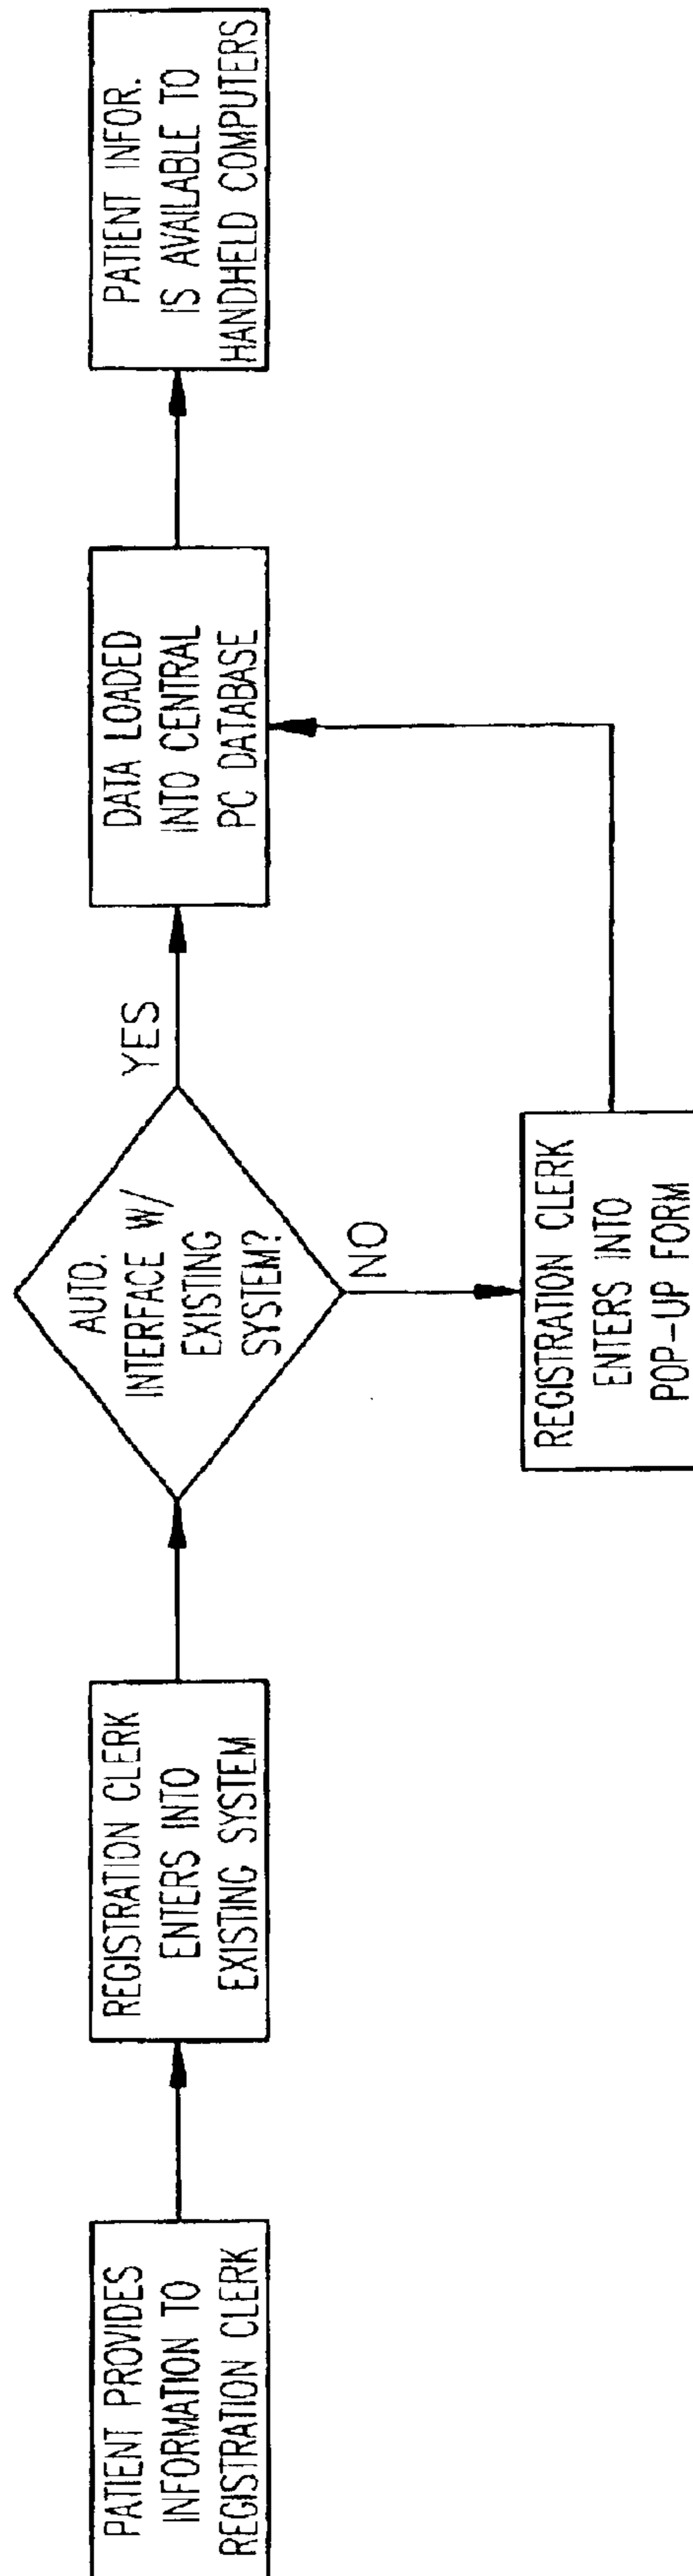 PATIENT PROVIDES
INFORMATION TO
REGISTRATION CLERK
REGISTRATION CLERK
ENTERS INTO
EXISTING SYSTEM
AUTO.
INTERFACE W/
EXISTING
SYSTEM?
YES
NO
REGISTRATION CLERK
ENTERS INTO
POP-UP FORM
DATA LOADED
INTO CENTRAL
PC DATABASE
PATIENT INFOR.
IS AVAILABLE TO
HANDHELD COMPUTERS